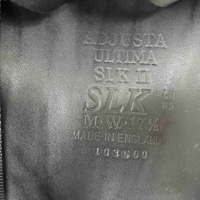 ADJUSTA
ULTIMA
SLK II
SLK
M·W·17½
MADE IN ENGLAND